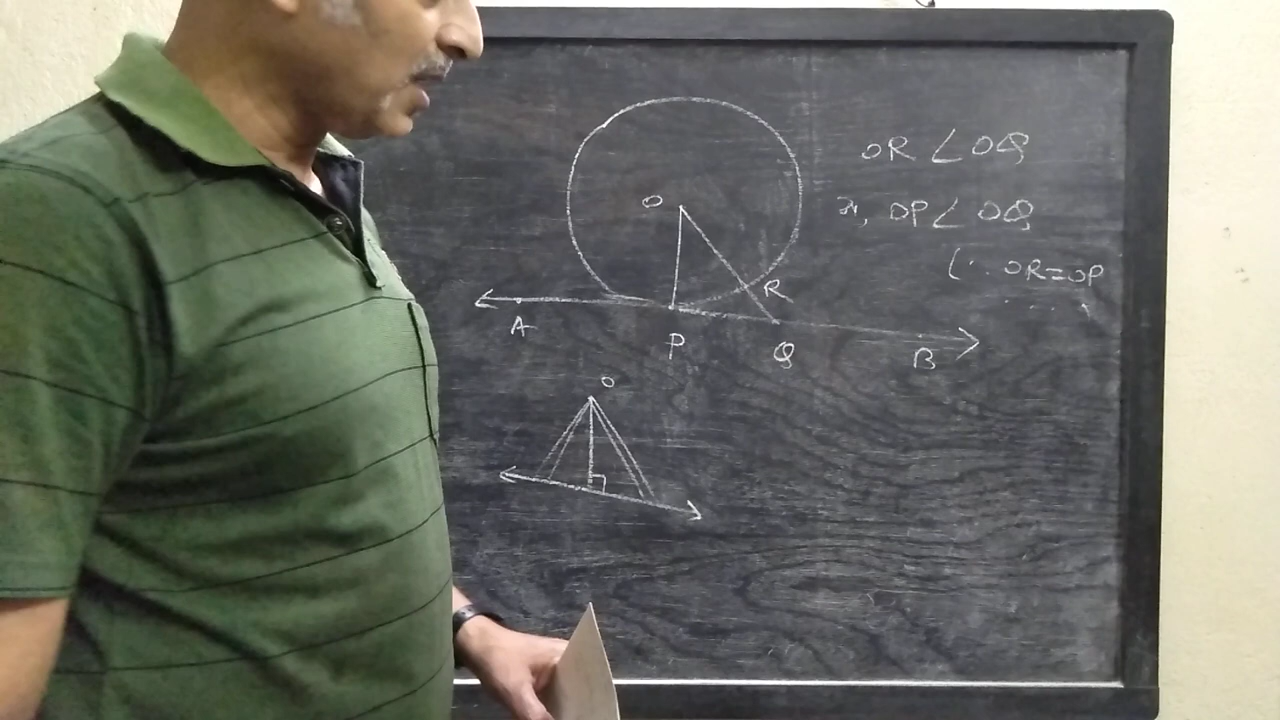 OR < OQ
OP < OQ
(∵ OR = OP
O
R
A
P
Q
B
O